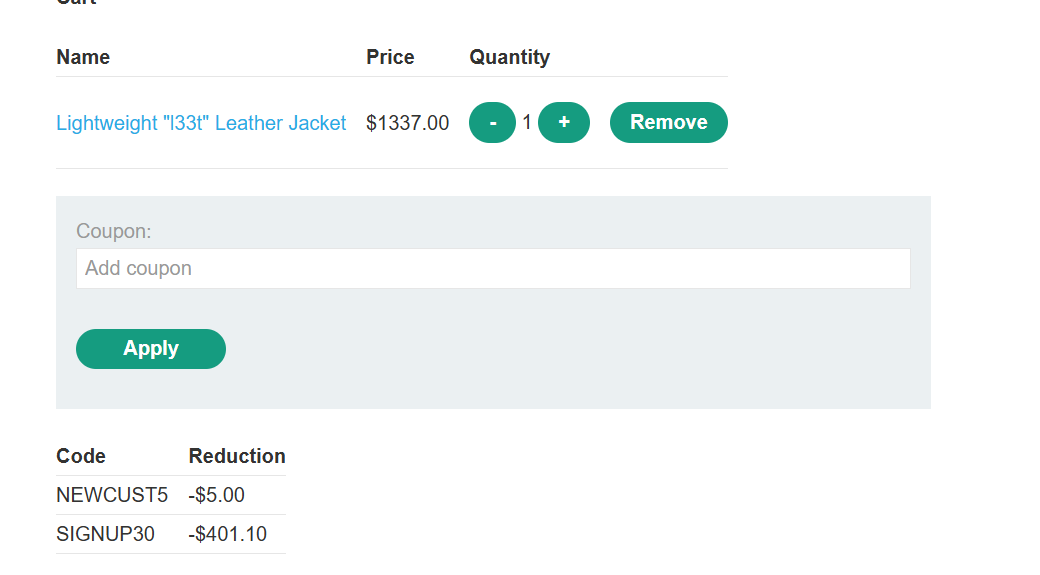 Cart
Name Price Quantity
Lightweight "l33t" Leather Jacket $1337.00 - 1 + Remove
Coupon:
Add coupon
Apply
Code Reduction
NEWCUST5 -$5.00
SIGNUP30 -$401.10